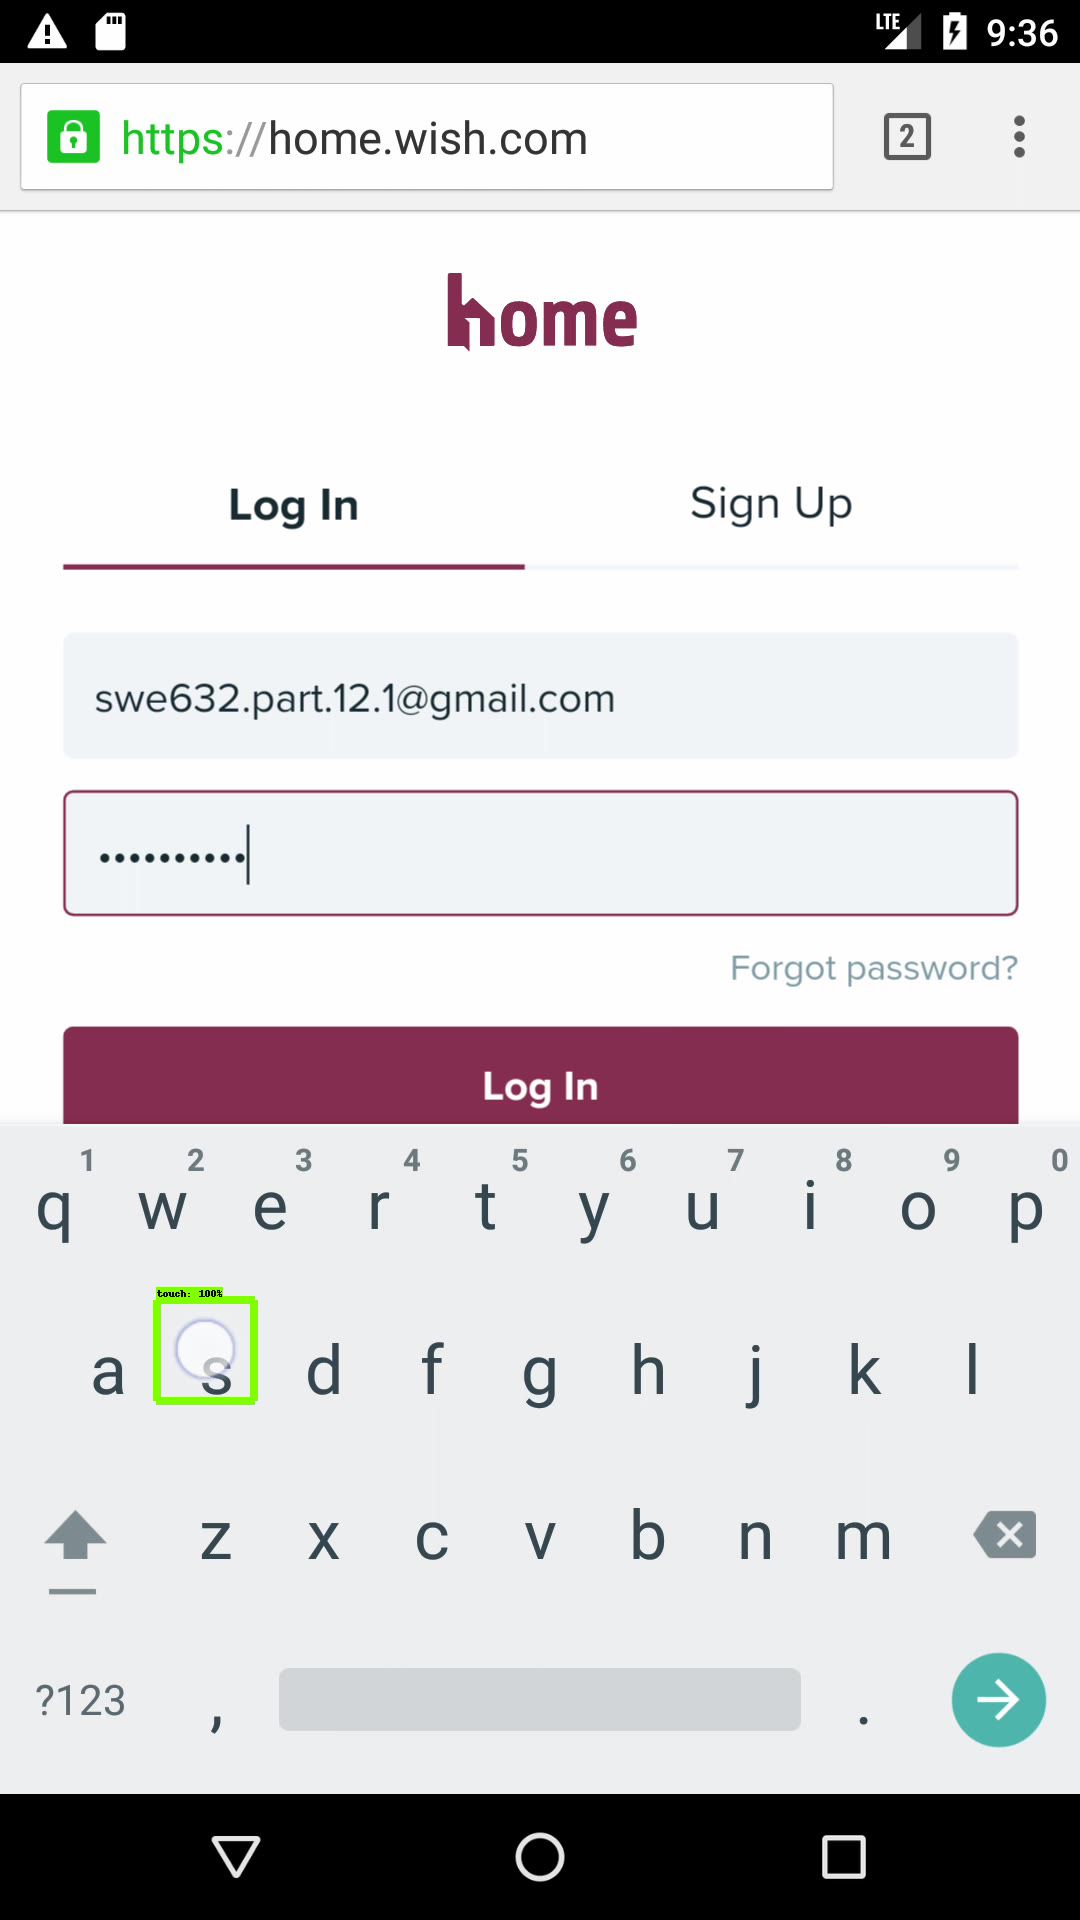 LTE 9:36
https://home.wish.com 2
home
Log In Sign Up
swe632.part.12.1@gmail.com
••••••••••
Forgot password?
Log In
1 2 3 4 5 6 7 8 9 0
q w e r t y u i o p
touch: 100%
a s d f g h j k l
z x c v b n m
?123 , .